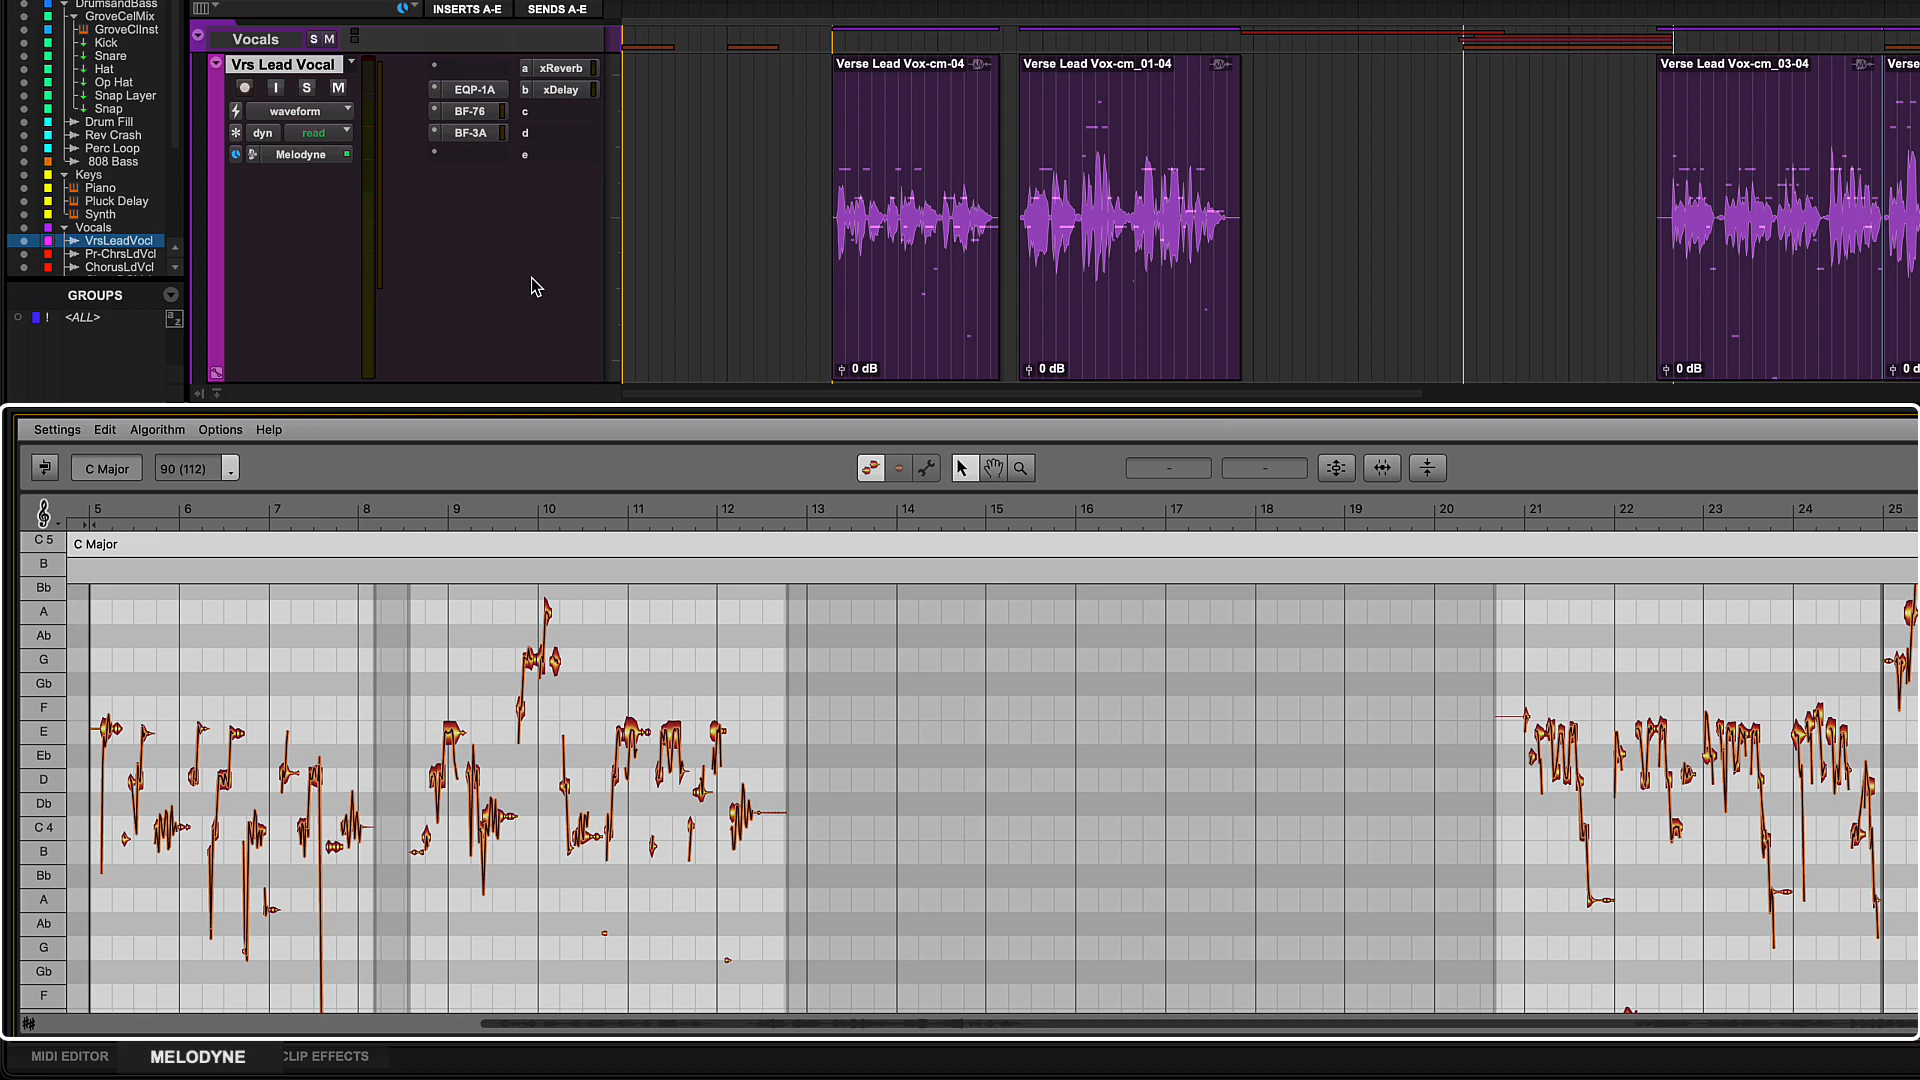 INSERTS A-E SENDS A-E
DrumsandBass
GroveCelMix
GroveClInst
Kick
Snare
Hat
Op Hat
Snap Layer
Snap
Drum Fill
Rev Crash
Perc Loop
808 Bass
Keys
Piano
Pluck Delay
Synth
Vocals
VrsLeadVocl
Pr-ChrsLdVcl
ChorusLdVcl
GROUPS
! <ALL>
a z
Vocals S M
Vrs Lead Vocal
I S M
waveform
dyn read
Melodyne
EQP-1A
BF-76
BF-3A
a xReverb
b xDelay
c
d
e
Verse Lead Vox-cm-04 Verse Lead Vox-cm_01-04 Verse Lead Vox-cm_03-04 Verse
0 dB 0 dB 0 dB 0 d
Settings Edit Algorithm Options Help
C Major 90 (112) - -
5 6 7 8 9 10 11 12 13 14 15 16 17 18 19 20 21 22 23 24 25
C 5 C Major
B
Bb
A
Ab
G
Gb
F
E
Eb
D
Db
C 4
B
Bb
A
Ab
G
Gb
F
MIDI EDITOR MELODYNE CLIP EFFECTS